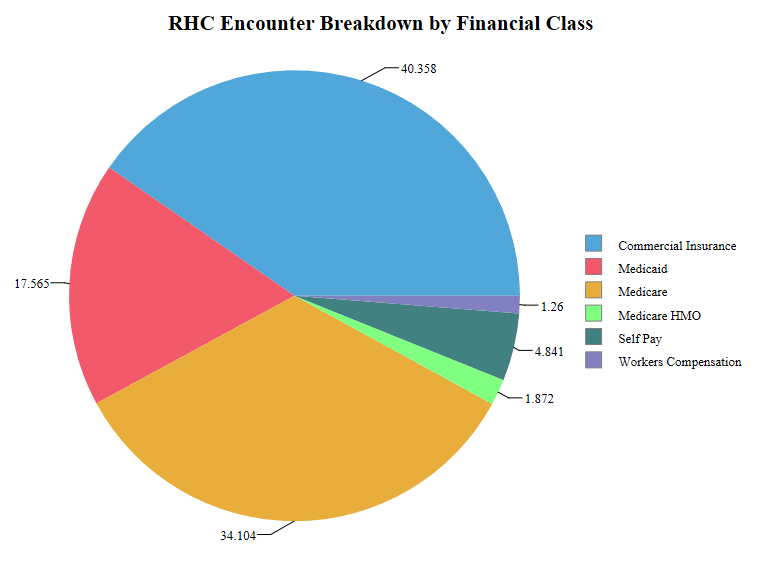 RHC Encounter Breakdown by Financial Class
40.358
17.565
34.104
1.872
4.841
1.26
Commercial Insurance
Medicaid
Medicare
Medicare HMO
Self Pay
Workers Compensation